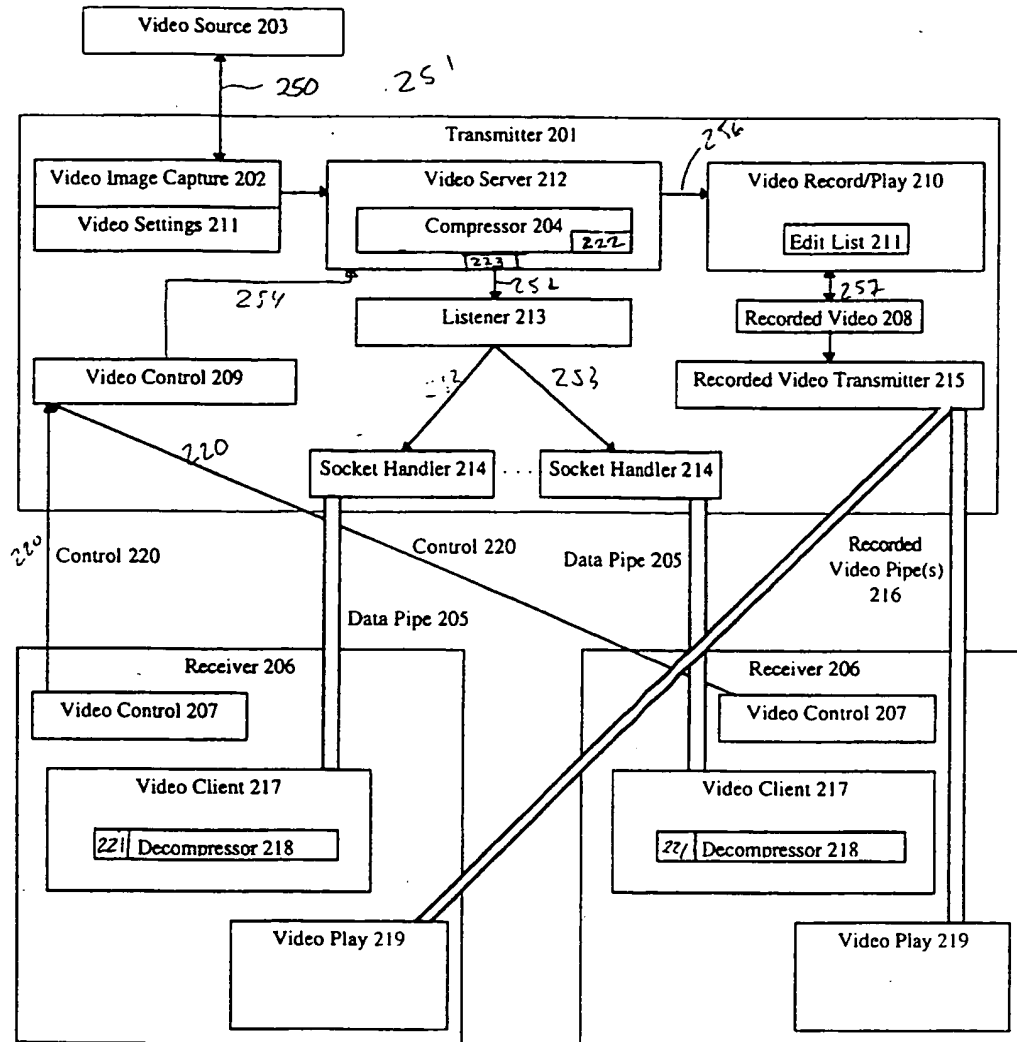 Video Source 203
250
251
Transmitter 201
256
Video Image Capture 202
Video Settings 211
Video Server 212
Compressor 204
222
223
Video Record/Play 210
Edit List 211
254
252
257
Listener 213
Recorded Video 208
Video Control 209
253
Recorded Video Transmitter 215
220
Socket Handler 214
. . .
Socket Handler 214
220
Control 220
Control 220
Data Pipe 205
Recorded
Video Pipe(s)
216
Data Pipe 205
Receiver 206
Receiver 206
Video Control 207
Video Control 207
Video Client 217
Video Client 217
221
Decompressor 218
221
Decompressor 218
Video Play 219
Video Play 219